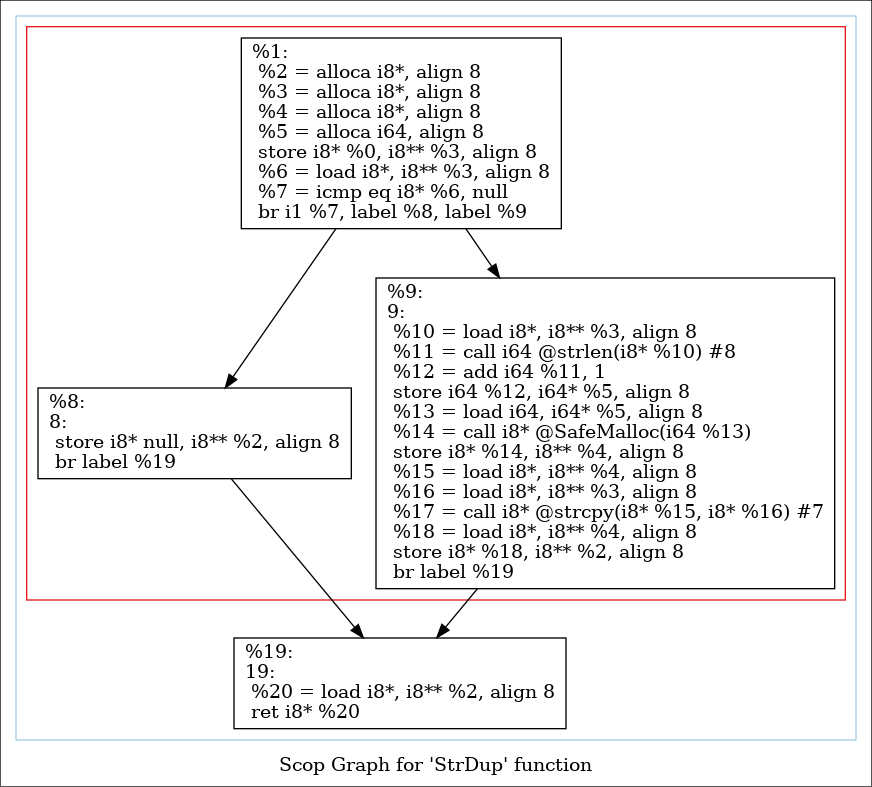 %1:
%2 = alloca i8*, align 8
%3 = alloca i8*, align 8
%4 = alloca i8*, align 8
%5 = alloca i64, align 8
store i8* %0, i8** %3, align 8
%6 = load i8*, i8** %3, align 8
%7 = icmp eq i8* %6, null
br i1 %7, label %8, label %9
%8:
8:
store i8* null, i8** %2, align 8
br label %19
%9:
9:
%10 = load i8*, i8** %3, align 8
%11 = call i64 @strlen(i8* %10) #8
%12 = add i64 %11, 1
store i64 %12, i64* %5, align 8
%13 = load i64, i64* %5, align 8
%14 = call i8* @SafeMalloc(i64 %13)
store i8* %14, i8** %4, align 8
%15 = load i8*, i8** %4, align 8
%16 = load i8*, i8** %3, align 8
%17 = call i8* @strcpy(i8* %15, i8* %16) #7
%18 = load i8*, i8** %4, align 8
store i8* %18, i8** %2, align 8
br label %19
%19:
19:
%20 = load i8*, i8** %2, align 8
ret i8* %20
Scop Graph for 'StrDup' function